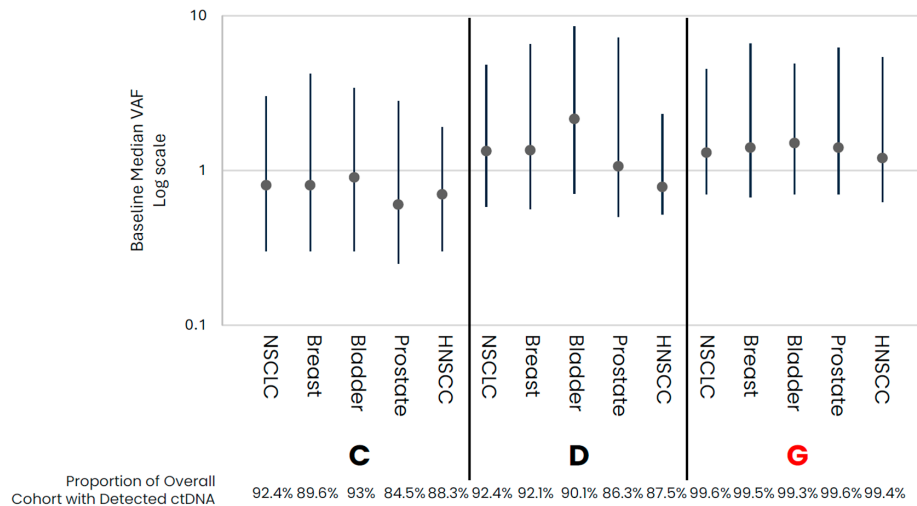 10
Baseline Median VAF
Log scale
1
0.1
NSCLC Breast Bladder Prostate HNSCC NSCLC Breast Bladder Prostate HNSCC NSCLC Breast Bladder Prostate HNSCC
C D G
Proportion of Overall
Cohort with Detected ctDNA
92.4% 89.6% 93% 84.5% 88.3% 92.4% 92.1% 90.1% 86.3% 87.5% 99.6% 99.5% 99.3% 99.6% 99.4%